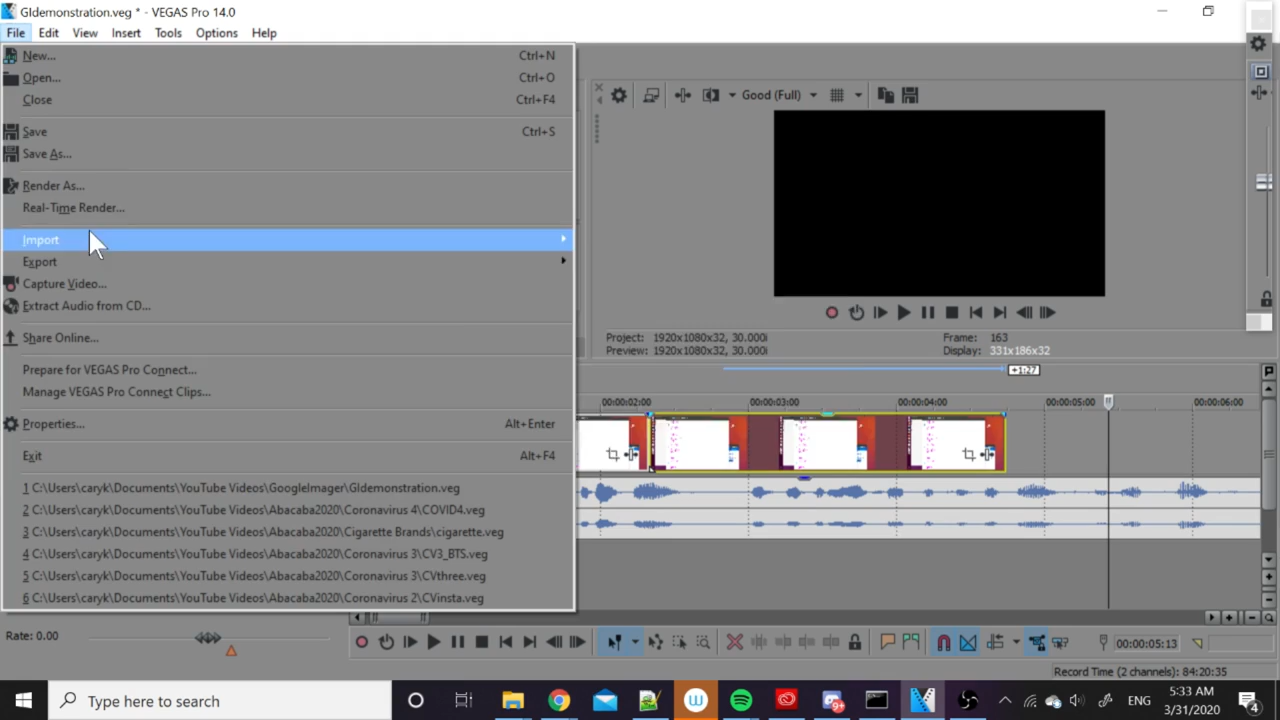 GIdemonstration.veg * - VEGAS Pro 14.0
File Edit View Insert Tools Options Help
New... Ctrl+N
Open... Ctrl+O
Close Ctrl+F4
Save Ctrl+S
Save As...
Render As...
Real-Time Render...
Import
Export
Capture Video...
Extract Audio from CD...
Share Online...
Prepare for VEGAS Pro Connect...
Manage VEGAS Pro Connect Clips...
Properties... Alt+Enter
Exit Alt+F4
1 C:\Users\caryk\Documents\YouTube Videos\GoogleImager\GIdemonstration.veg
2 C:\Users\caryk\Documents\YouTube Videos\Abacaba2020\Coronavirus 4\COVID4.veg
3 C:\Users\caryk\Documents\YouTube Videos\Abacaba2020\Cigarette Brands\cigarette.veg
4 C:\Users\caryk\Documents\YouTube Videos\Abacaba2020\Coronavirus 3\CV3_BTS.veg
5 C:\Users\caryk\Documents\YouTube Videos\Abacaba2020\Coronavirus 3\CVthree.veg
6 C:\Users\caryk\Documents\YouTube Videos\Abacaba2020\Coronavirus 2\CVinsta.veg
Good (Full)
Project: 1920x1080x32, 30.000i Frame: 163
Preview: 1920x1080x32, 30.000i Display: 331x186x32
+1:27
00:00:02:00 00:00:03:00 00:00:04:00 00:00:05:00 00:00:06:00
Rate: 0.00
00:00:05:13
Record Time (2 channels): 84:20:35
Type here to search
9+
ENG
5:33 AM
3/31/2020
4